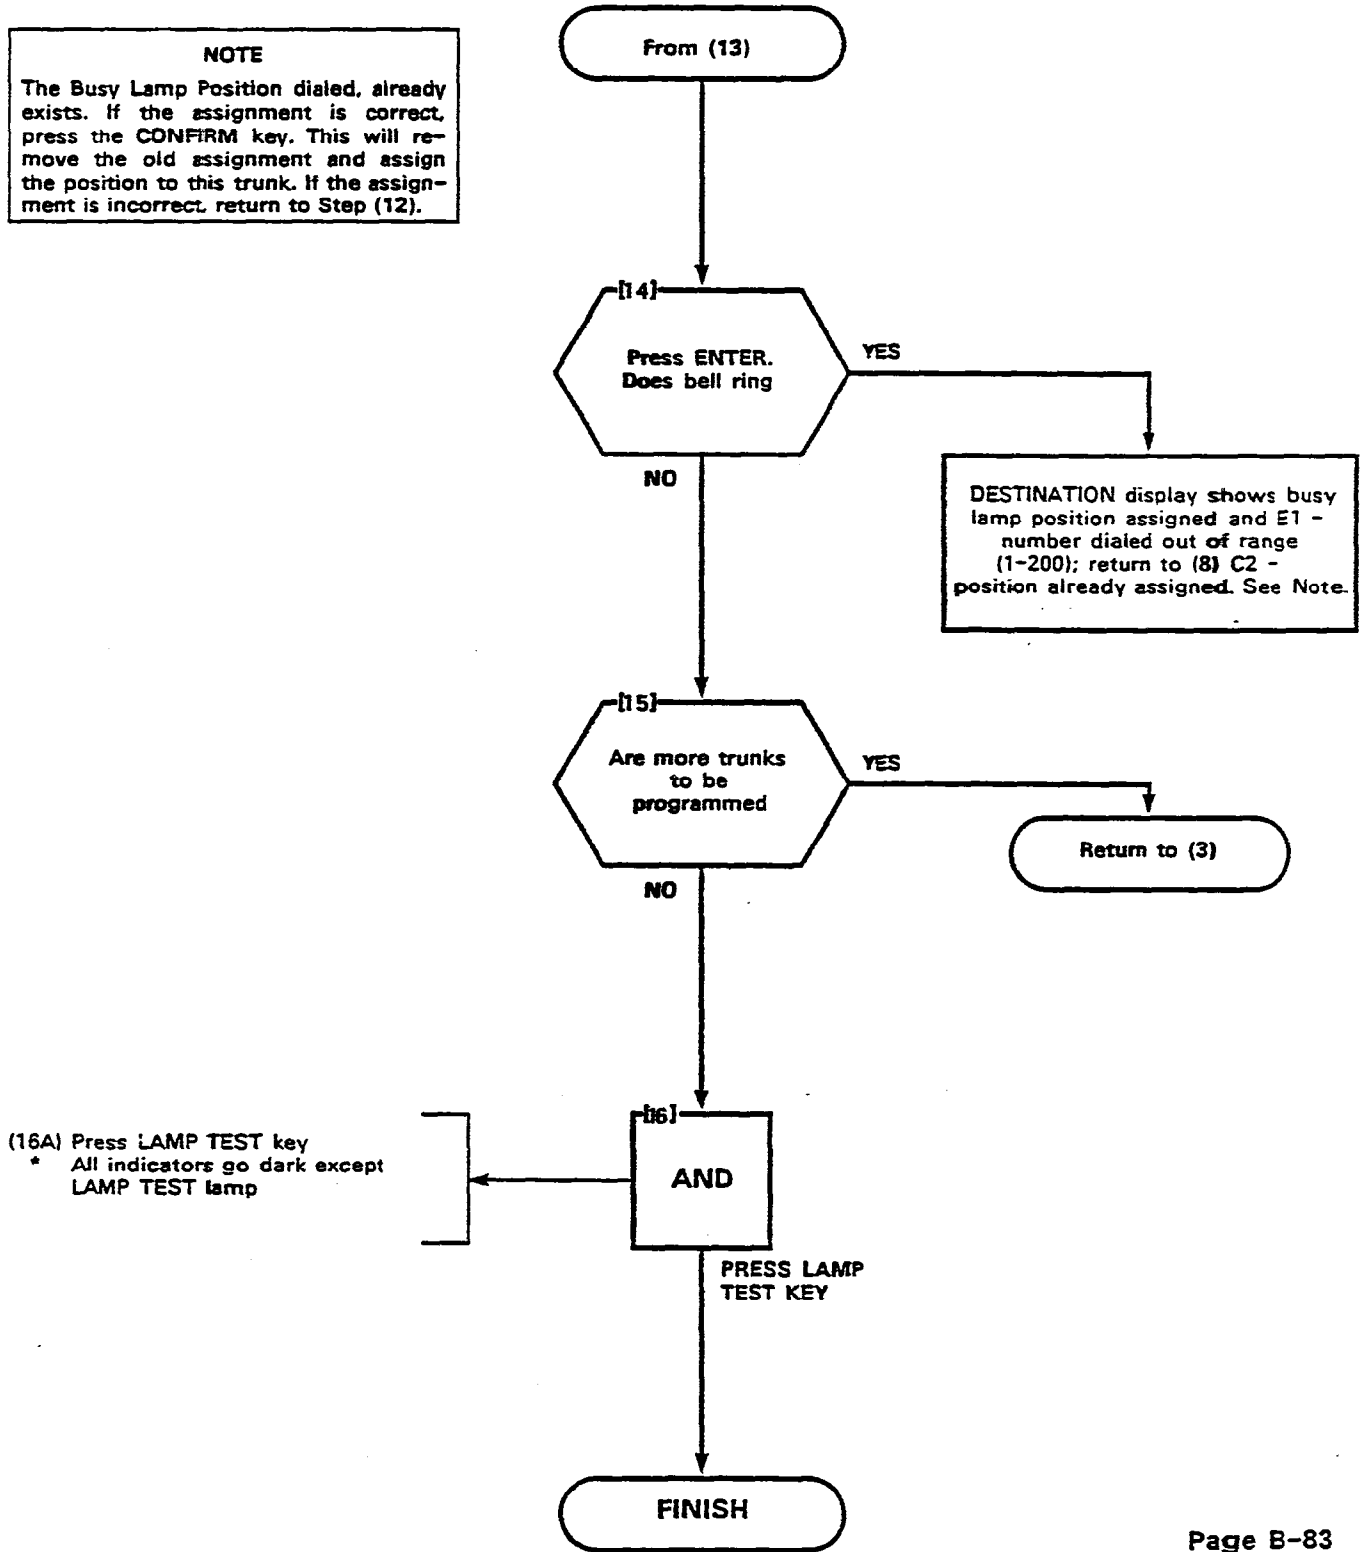 From (13)
NOTE
The Busy Lamp Position dialed, already
exists. If the assignment is correct,
press the CONFIRM key. This will re-
move the old assignment and assign
the position to this trunk. If the assign-
ment is incorrect, return to Step (12).
[14]
Press ENTER.
Does bell ring
YES
NO
DESTINATION display shows busy
lamp position assigned and E1 -
number dialed out of range
(1-200); return to (8) C2 -
position already assigned. See Note.
[15]
Are more trunks
to be
programmed
YES
NO
Return to (3)
[16]
AND
(16A) Press LAMP TEST key
* All indicators go dark except
LAMP TEST lamp
PRESS LAMP
TEST KEY
FINISH
Page B-83